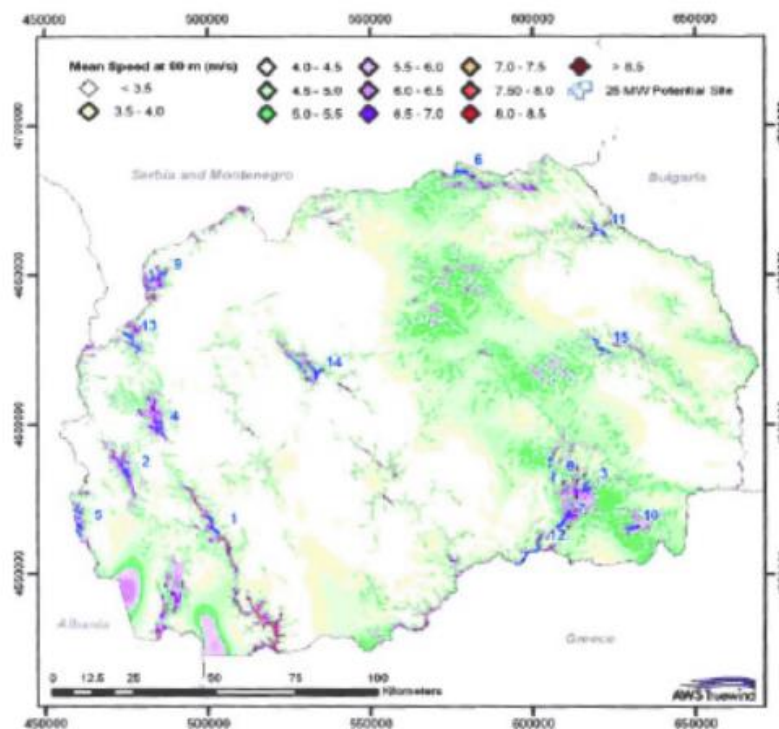 450000 500000 550000 600000 650000
Mean Speed at 80 m (m/s)
< 3.5
3.5 - 4.0
4.0 - 4.5
4.5 - 5.0
5.0 - 5.5
5.5 - 6.0
6.0 - 6.5
6.5 - 7.0
7.0 - 7.5
7.50 - 8.0
8.0 - 8.5
> 8.5
25 MW Potential Site
4700000
Serbia and Montenegro
Bulgaria
6
11
9
13
15
14
4
2
8
3
5
1
7
10
12
Albania
Greece
0 12.5 25 50 75 100
Kilometers
AWSTruewind
450000 500000 550000 600000 650000